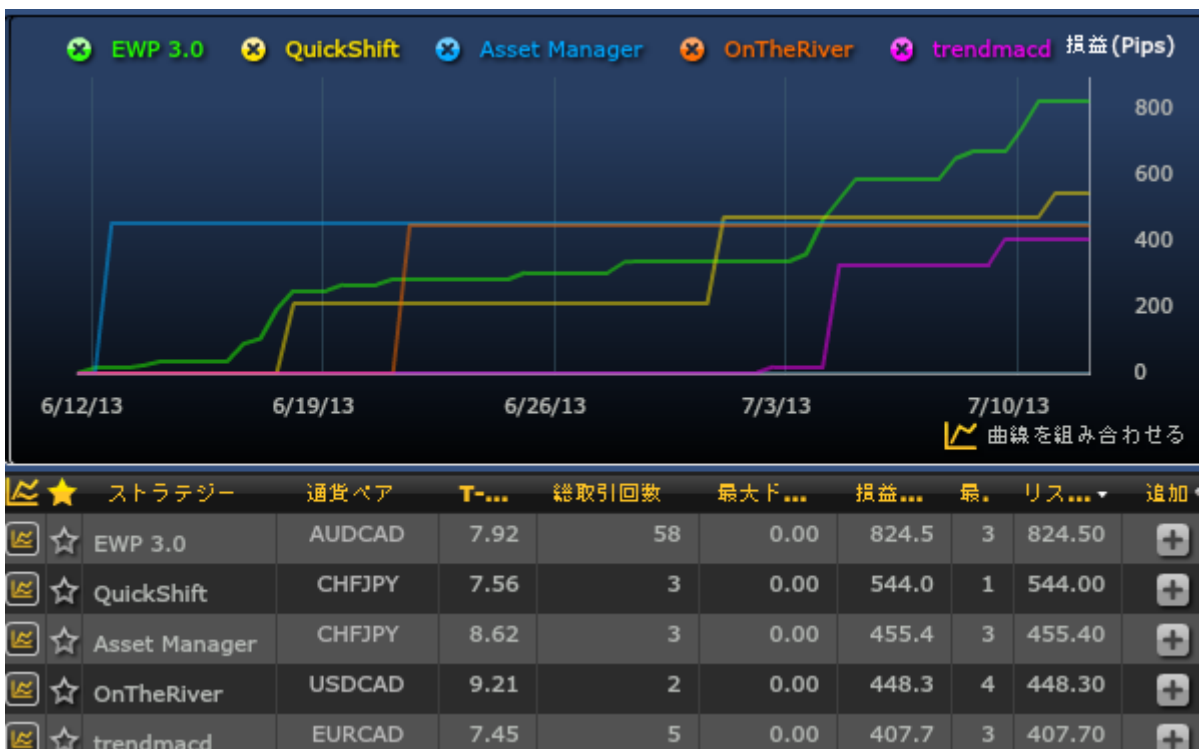 EWP 3.0 QuickShift Asset Manager OnTheRiver trendmacd 損益(Pips)
800
600
400
200
0
6/12/13 6/19/13 6/26/13 7/3/13 7/10/13
曲線を組み合わせる
ストラテジー 通貨ペア T-... 総取引回数 最大ド... 損益... 最. リス... 追加
EWP 3.0 AUDCAD 7.92 58 0.00 824.5 3 824.50
QuickShift CHFJPY 7.56 3 0.00 544.0 1 544.00
Asset Manager CHFJPY 8.62 3 0.00 455.4 3 455.40
OnTheRiver USDCAD 9.21 2 0.00 448.3 4 448.30
trendmacd EURCAD 7.45 5 0.00 407.7 3 407.70